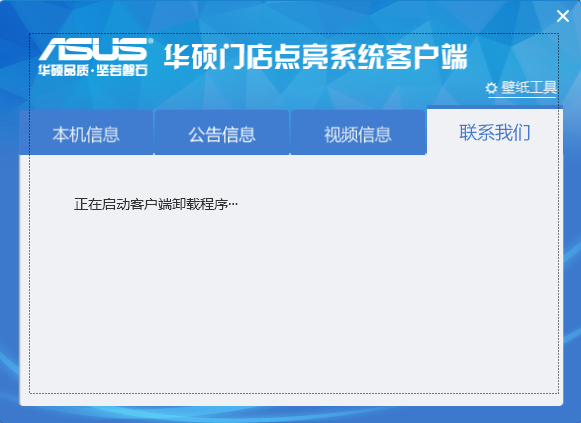 ASUS® 华硕门店点亮系统客户端
华硕品质·坚若磐石
壁纸工具
本机信息 公告信息 视频信息 联系我们
正在启动客户端卸载程序…